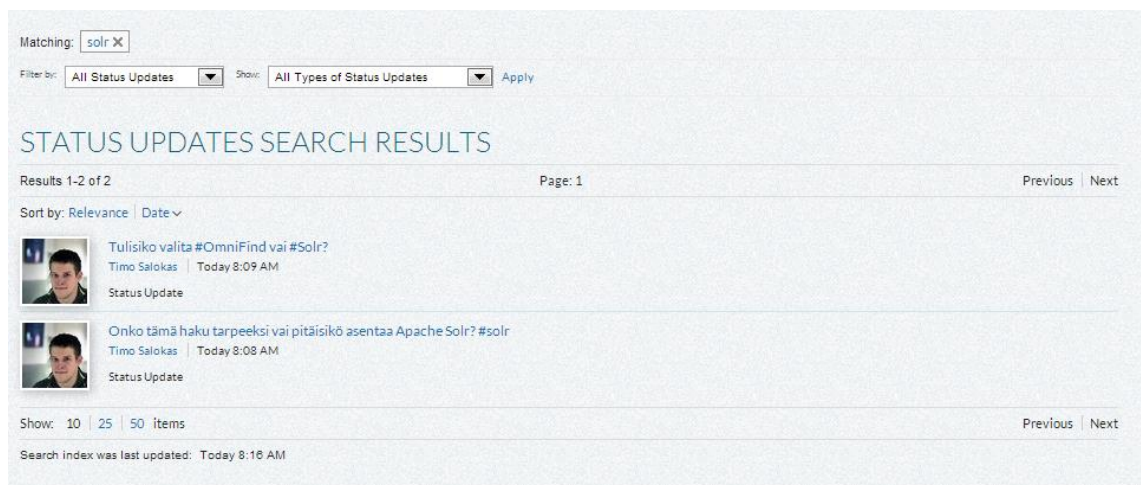 Matching: solr
Filter by: All Status Updates Show: All Types of Status Updates Apply
STATUS UPDATES SEARCH RESULTS
Results 1-2 of 2 Page: 1 Previous Next
Sort by: Relevance Date
Tulisiko valita #OmniFind vai #Solr?
Timo Salokas Today 8:09 AM
Status Update
Onko tämä haku tarpeeksi vai pitäisikö asentaa Apache Solr? #solr
Timo Salokas Today 8:08 AM
Status Update
Show: 10 25 50 items Previous Next
Search index was last updated: Today 8:16 AM